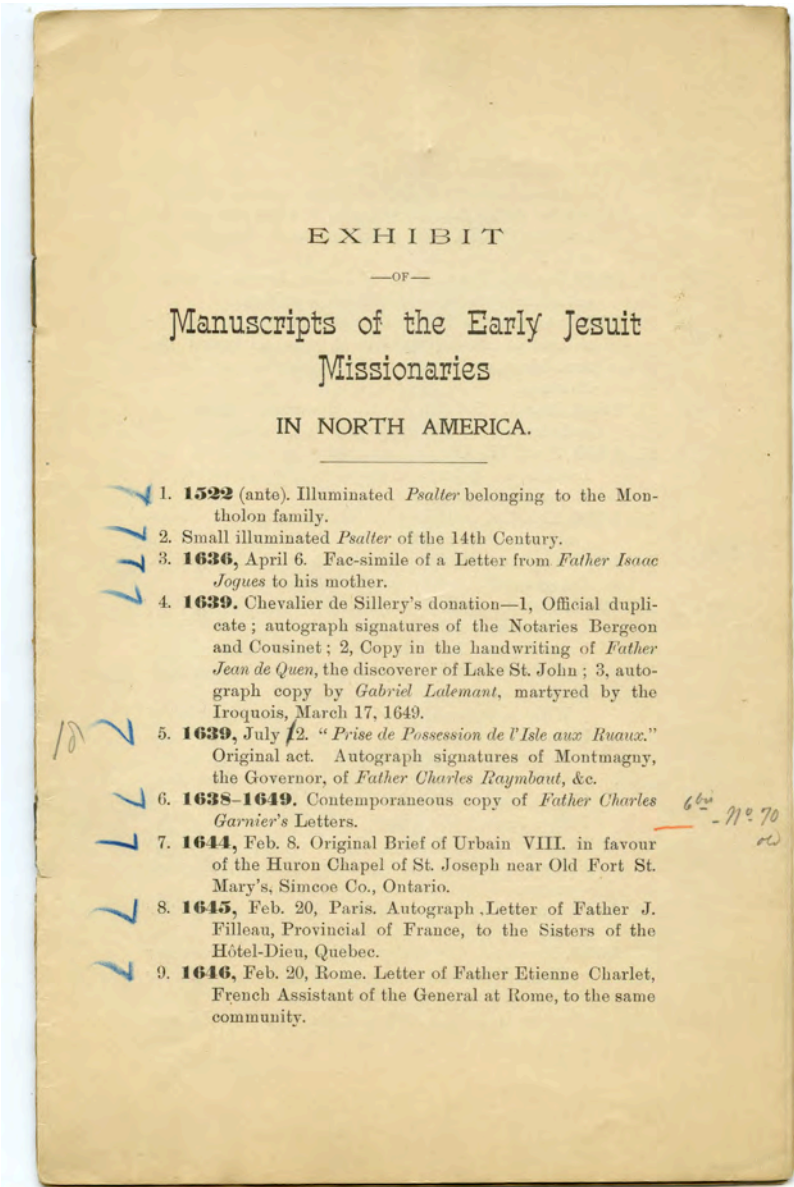 EXHIBIT
—OF—
Manuscripts of the Early Jesuit
Missionaries
IN NORTH AMERICA.
1. 1522 (ante). Illuminated Psalter belonging to the Mon-
tholon family.
2. Small illuminated Psalter of the 14th Century.
3. 1636, April 6. Fac-simile of a Letter from Father Isaac
Jogues to his mother.
4. 1639. Chevalier de Sillery's donation—1, Official dupli-
cate ; autograph signatures of the Notaries Bergeon
and Cousinet ; 2, Copy in the handwriting of Father
Jean de Quen, the discoverer of Lake St. John ; 3, auto-
graph copy by Gabriel Lalemant, martyred by the
Iroquois, March 17, 1649.
5. 1639, July 12. "Prise de Possession de l'Isle aux Ruaux."
Original act. Autograph signatures of Montmagny,
the Governor, of Father Charles Raymbaut, &c.
6. 1638–1649. Contemporaneous copy of Father Charles
Garnier's Letters.
6bis - No. 70
7. 1644, Feb. 8. Original Brief of Urbain VIII. in favour
of the Huron Chapel of St. Joseph near Old Fort St.
Mary's, Simcoe Co., Ontario.
8. 1645, Feb. 20, Paris. Autograph .Letter of Father J.
Filleau, Provincial of France, to the Sisters of the
Hôtel-Dieu, Quebec.
9. 1646, Feb. 20, Rome. Letter of Father Etienne Charlet,
French Assistant of the General at Rome, to the same
community.